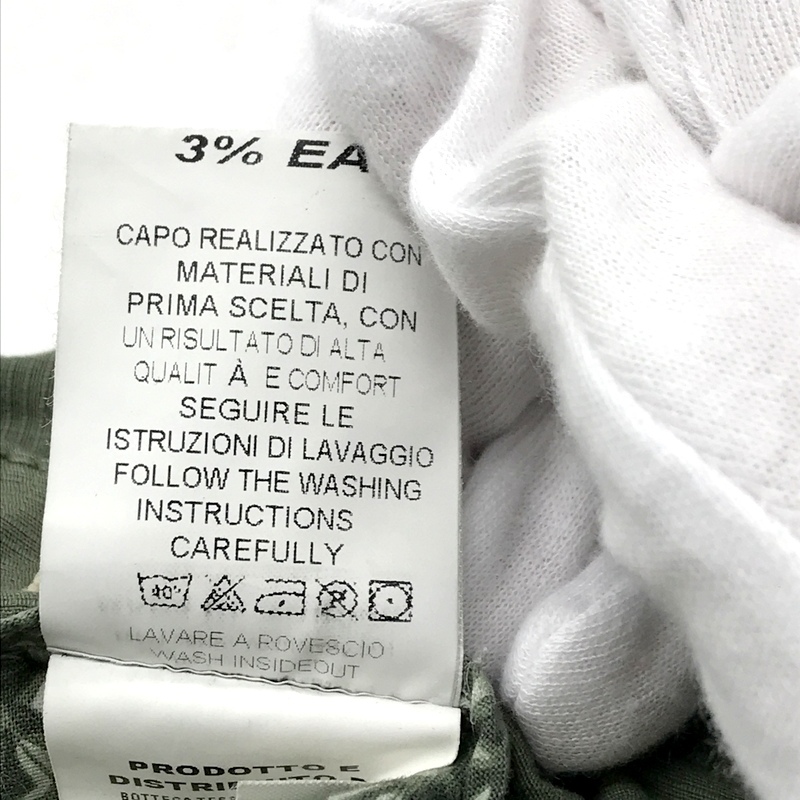 3% EA
CAPO REALIZZATO CON
MATERIALI DI
PRIMA SCELTA, CON
UN RISULTATO DI ALTA
QUALIT À E COMFORT
SEGUIRE LE
ISTRUZIONI DI LAVAGGIO
FOLLOW THE WASHING
INSTRUCTIONS
CAREFULLY
40°
LAVARE A ROVESCIO
WASH INSIDEOUT
PRODOTTO E